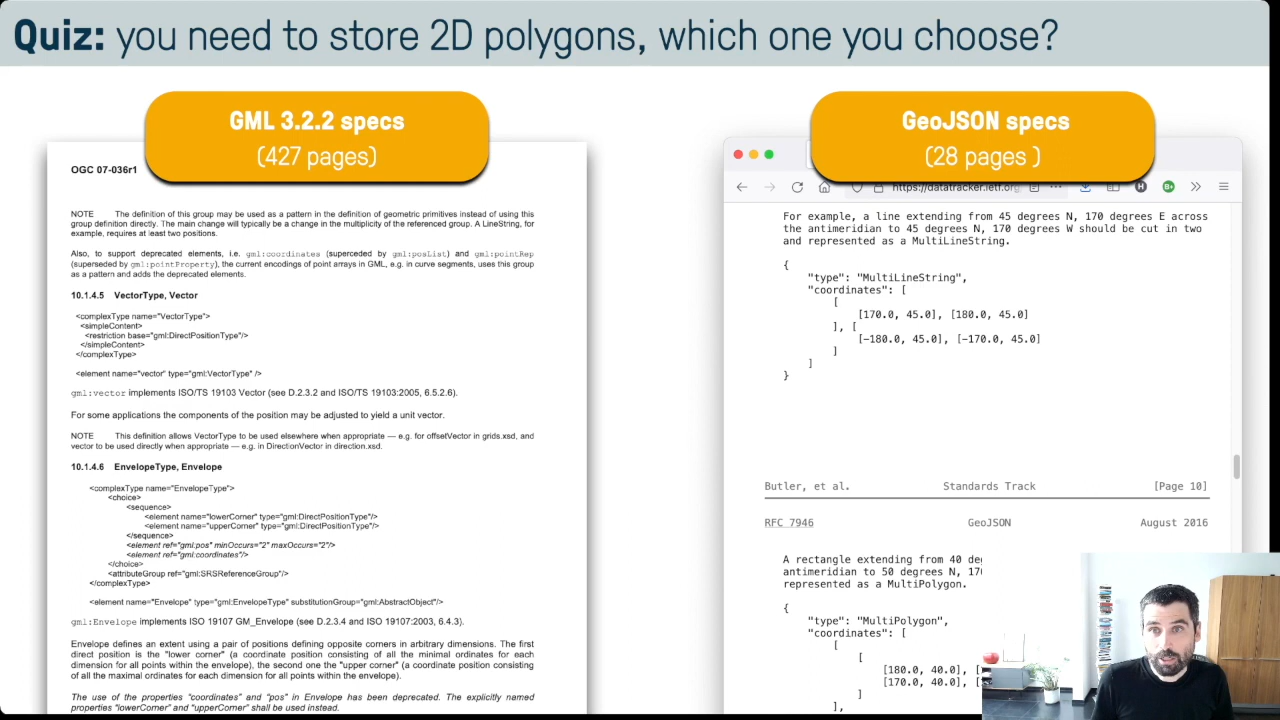 Quiz: you need to store 2D polygons, which one you choose?
GML 3.2.2 specs
(427 pages)
OGC 07-036r1
NOTE The definition of this group may be used as a pattern in the definition of geometric primitives instead of using this
group definition directly. The main change will typically be a change in the multiplicity of the referenced group. A LineString, for
example, requires at least two positions.
Also, to support deprecated elements, i.e. gml:coordinates (superceded by gml:posList) and gml:pointRep
(superseded by gml:pointProperty), the current encodings of point arrays in GML, e.g. in curve segments, uses this group
as a pattern and adds the deprecated elements.
10.1.4.5 VectorType, Vector
<complexType name="VectorType">
<simpleContent>
<restriction base="gml:DirectPositionType"/>
</simpleContent>
</complexType>
<element name="vector" type="gml:VectorType" />
gml:vector implements ISO/TS 19103 Vector (see D.2.3.2 and ISO/TS 19103:2005, 6.5.2.6).
For some applications the components of the position may be adjusted to yield a unit vector.
NOTE This definition allows VectorType to be used elsewhere when appropriate — e.g. for offsetVector in grids.xsd, and
vector to be used directly when appropriate — e.g. in DirectionVector in direction.xsd.
10.1.4.6 EnvelopeType, Envelope
<complexType name="EnvelopeType">
<choice>
<sequence>
<element name="lowerCorner" type="gml:DirectPositionType"/>
<element name="upperCorner" type="gml:DirectPositionType"/>
</sequence>
<element ref="gml:pos" minOccurs="2" maxOccurs="2"/>
<element ref="gml:coordinates"/>
</choice>
<attributeGroup ref="gml:SRSReferenceGroup"/>
</complexType>
<element name="Envelope" type="gml:EnvelopeType" substitutionGroup="gml:AbstractObject"/>
gml:Envelope implements ISO 19107 GM_Envelope (see D.2.3.4 and ISO 19107:2003, 6.4.3).
Envelope defines an extent using a pair of positions defining opposite corners in arbitrary dimensions. The first
direct position is the "lower corner" (a coordinate position consisting of all the minimal ordinates for each
dimension for all points within the envelope), the second one the "upper corner" (a coordinate position consisting
of all the maximal ordinates for each dimension for all points within the envelope).
The use of the properties "coordinates" and "pos" in Envelope has been deprecated. The explicitly named
properties "lowerCorner" and "upperCorner" shall be used instead.
GeoJSON specs
(28 pages )
https://datatracker.ietf.org
For example, a line extending from 45 degrees N, 170 degrees E across
the antimeridian to 45 degrees N, 170 degrees W should be cut in two
and represented as a MultiLineString.
{
"type": "MultiLineString",
"coordinates": [
[
[170.0, 45.0], [180.0, 45.0]
], [
[-180.0, 45.0], [-170.0, 45.0]
]
]
}
Butler, et al. Standards Track [Page 10]
RFC 7946 GeoJSON August 2016
A rectangle extending from 40 de
antimeridian to 50 degrees N, 17
represented as a MultiPolygon.
{
"type": "MultiPolygon",
"coordinates": [
[
[
[180.0, 40.0], [
[170.0, 40.0], [
]
],